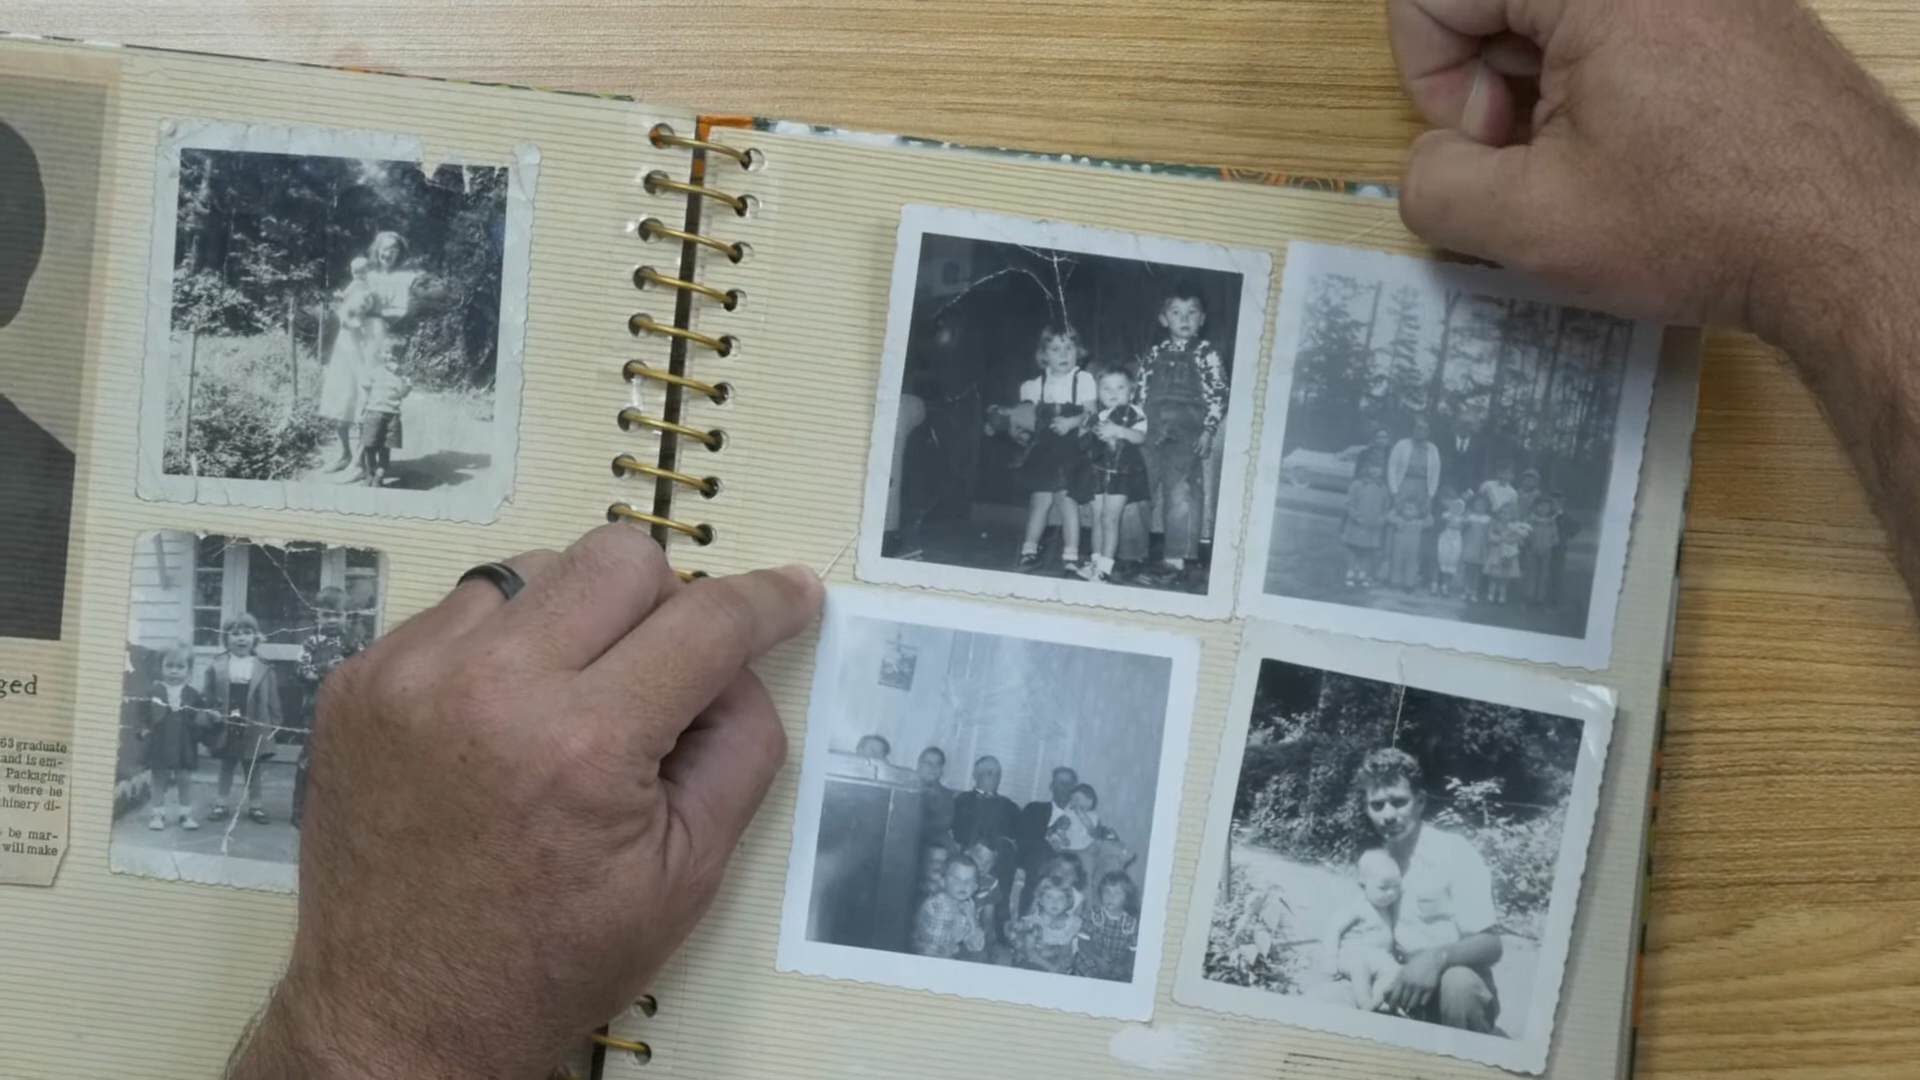 ged
63 graduate
and is em-
Packaging
where he
hinery di-
be mar-
will make